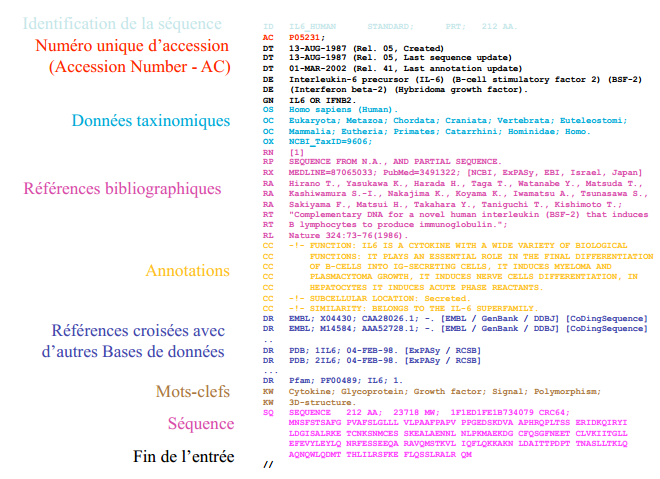 Identification de la séquence
ID IL6_HUMAN STANDARD; PRT; 212 AA.
Numéro unique d'accession
(Accession Number - AC)
AC P05231;
DT 13-AUG-1987 (Rel. 05, Created)
DT 13-AUG-1987 (Rel. 05, Last sequence update)
DT 01-MAR-2002 (Rel. 41, Last annotation update)
DE Interleukin-6 precursor (IL-6) (B-cell stimulatory factor 2) (BSF-2)
DE (Interferon beta-2) (Hybridoma growth factor).
GN IL6 OR IFNB2.
Données taxinomiques
OS Homo sapiens (Human).
OC Eukaryota; Metazoa; Chordata; Craniata; Vertebrata; Euteleostomi;
OC Mammalia; Eutheria; Primates; Catarrhini; Hominidae; Homo.
OX NCBI_TaxID=9606;
Références bibliographiques
RN [1]
RP SEQUENCE FROM N.A., AND PARTIAL SEQUENCE.
RX MEDLINE=87065033; PubMed=3491322; [NCBI, ExPASy, EBI, Israel, Japan]
RA Hirano T., Yasukawa K., Harada H., Taga T., Watanabe Y., Matsuda T.,
RA Kashiwamura S.-I., Nakajima K., Koyama K., Iwamatsu A., Tsunasawa S.,
RA Sakiyama F., Matsui H., Takahara Y., Taniguchi T., Kishimoto T.;
RT "Complementary DNA for a novel human interleukin (BSF-2) that induces
RT B lymphocytes to produce immunoglobulin.";
RL Nature 324:73-76(1986).
Annotations
CC -!- FUNCTION: IL6 IS A CYTOKINE WITH A WIDE VARIETY OF BIOLOGICAL
CC FUNCTIONS: IT PLAYS AN ESSENTIAL ROLE IN THE FINAL DIFFERENTIATION
CC OF B-CELLS INTO IG-SECRETING CELLS, IT INDUCES MYELOMA AND
CC PLASMACYTOMA GROWTH, IT INDUCES NERVE CELLS DIFFERENTIATION, IN
CC HEPATOCYTES IT INDUCES ACUTE PHASE REACTANTS.
CC -!- SUBCELLULAR LOCATION: Secreted.
CC -!- SIMILARITY: BELONGS TO THE IL-6 SUPERFAMILY.
Références croisées avec
d'autres Bases de données
DR EMBL; X04430; CAA28026.1; -. [EMBL / GenBank / DDBJ] [CoDingSequence]
DR EMBL; M14584; AAA52728.1; -. [EMBL / GenBank / DDBJ] [CoDingSequence]
..
DR PDB; 1IL6; 04-FEB-98. [ExPASy / RCSB]
DR PDB; 2IL6; 04-FEB-98. [ExPASy / RCSB]
...
DR Pfam; PF00489; IL6; 1.
Mots-clefs
KW Cytokine; Glycoprotein; Growth factor; Signal; Polymorphism;
KW 3D-structure.
Séquence
SQ SEQUENCE 212 AA; 23718 MW; 1F1ED1FE1B734079 CRC64;
MNSFSTSAFG PVAFSLGLLL VLPAAFPAPV PPGEDSKDVA APHRQPLTSS ERIDKQIRYI
LDGISALRKE TCNKSNMCES SKEALAENNL NLPKMAEKDG CFQSGFNEET CLVKIITGLL
EFEVYLEYLQ NRFESSEEQA RAVQMSTKVL IQFLQKKAKN LDAITTPDPT TNASLLTKLQ
AQNQWLQDMT THLILRSFKE FLQSSLRALR QM
Fin de l'entrée
//